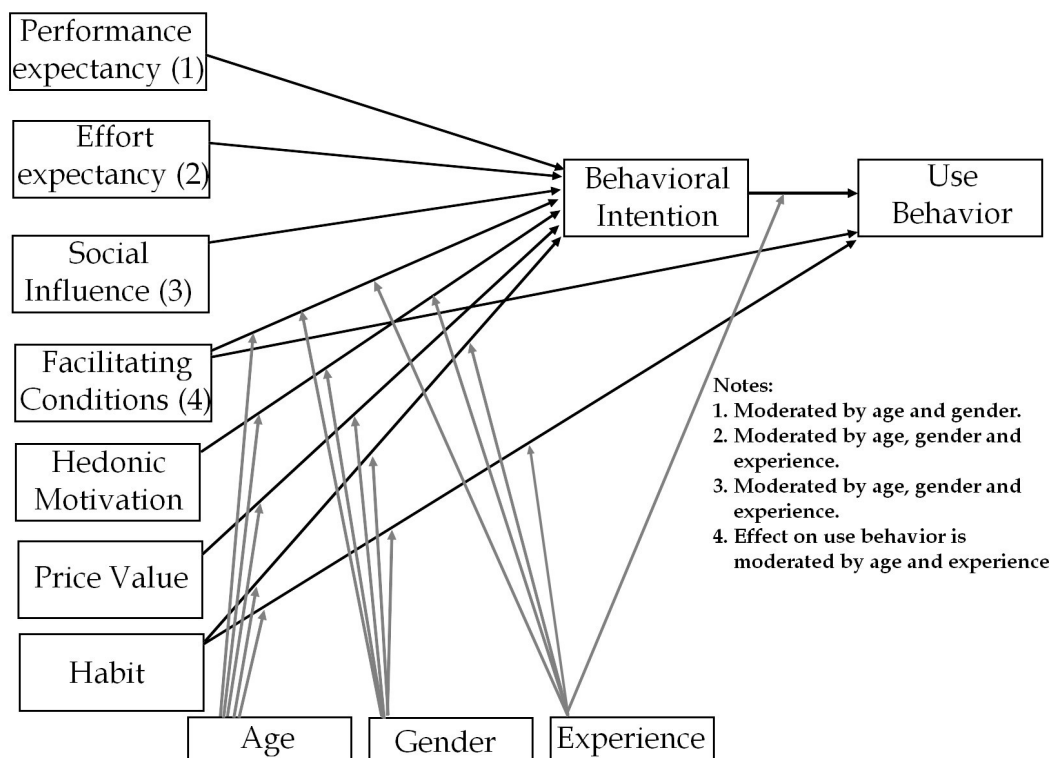 Performance
expectancy (1)
Effort
expectancy (2)
Social
Influence (3)
Facilitating
Conditions (4)
Hedonic
Motivation
Price Value
Habit
Age
Gender
Experience
Behavioral
Intention
Use
Behavior
Notes:
1. Moderated by age and gender.
2. Moderated by age, gender and
experience.
3. Moderated by age, gender and
experience.
4. Effect on use behavior is
moderated by age and experience